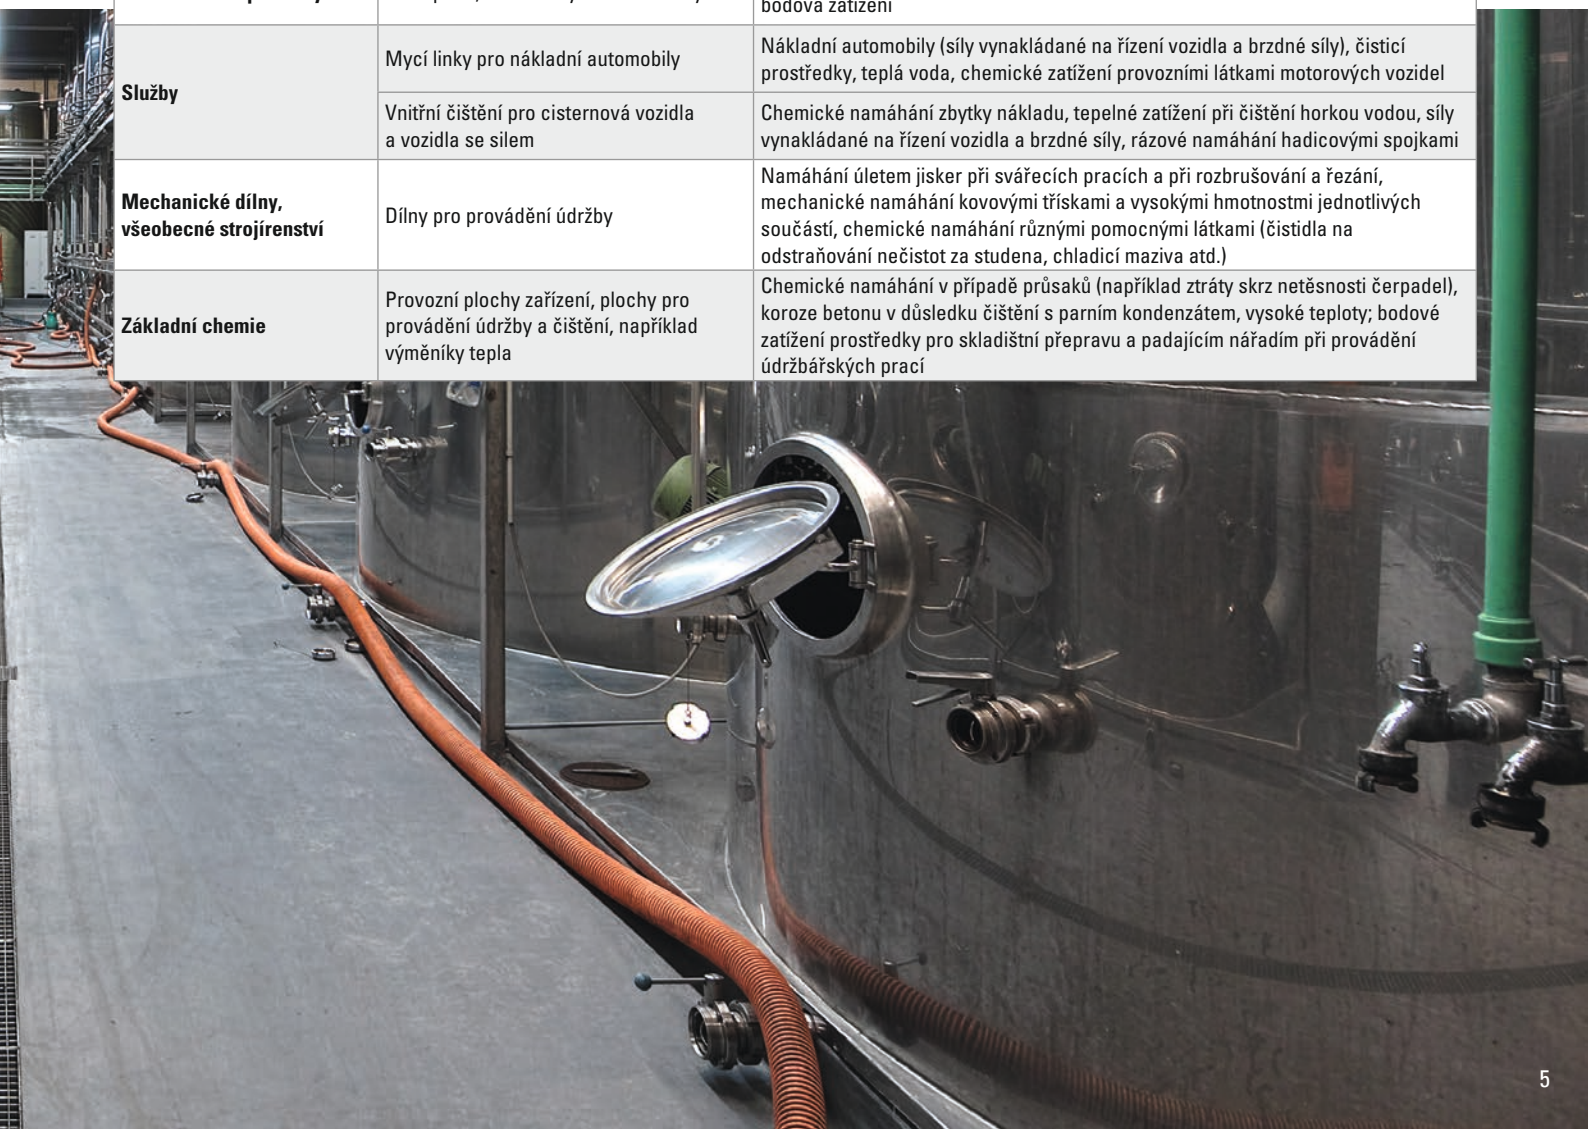 bodová zatížení
Služby
Mycí linky pro nákladní automobily
Nákladní automobily (síly vynakládané na řízení vozidla a brzdné síly), čisticí
prostředky, teplá voda, chemické zatížení provozními látkami motorových vozidel
Vnitřní čištění pro cisternová vozidla
a vozidla se silem
Chemické namáhání zbytky nákladu, tepelné zatížení při čištění horkou vodou, síly
vynakládané na řízení vozidla a brzdné síly, rázové namáhání hadicovými spojkami
Mechanické dílny,
všeobecné strojírenství
Dílny pro provádění údržby
Namáhání úletem jisker při svářecích pracích a při rozbrušování a řezání,
mechanické namáhání kovovými třískami a vysokými hmotnostmi jednotlivých
součástí, chemické namáhání různými pomocnými látkami (čistidla na
odstraňování nečistot za studena, chladicí maziva atd.)
Základní chemie
Provozní plochy zařízení, plochy pro
provádění údržby a čištění, například
výměníky tepla
Chemické namáhání v případě průsaků (například ztráty skrz netěsnosti čerpadel),
koroze betonu v důsledku čištění s parním kondenzátem, vysoké teploty; bodové
zatížení prostředky pro skladištní přepravu a padajícím nářadím při provádění
údržbářských prací
5